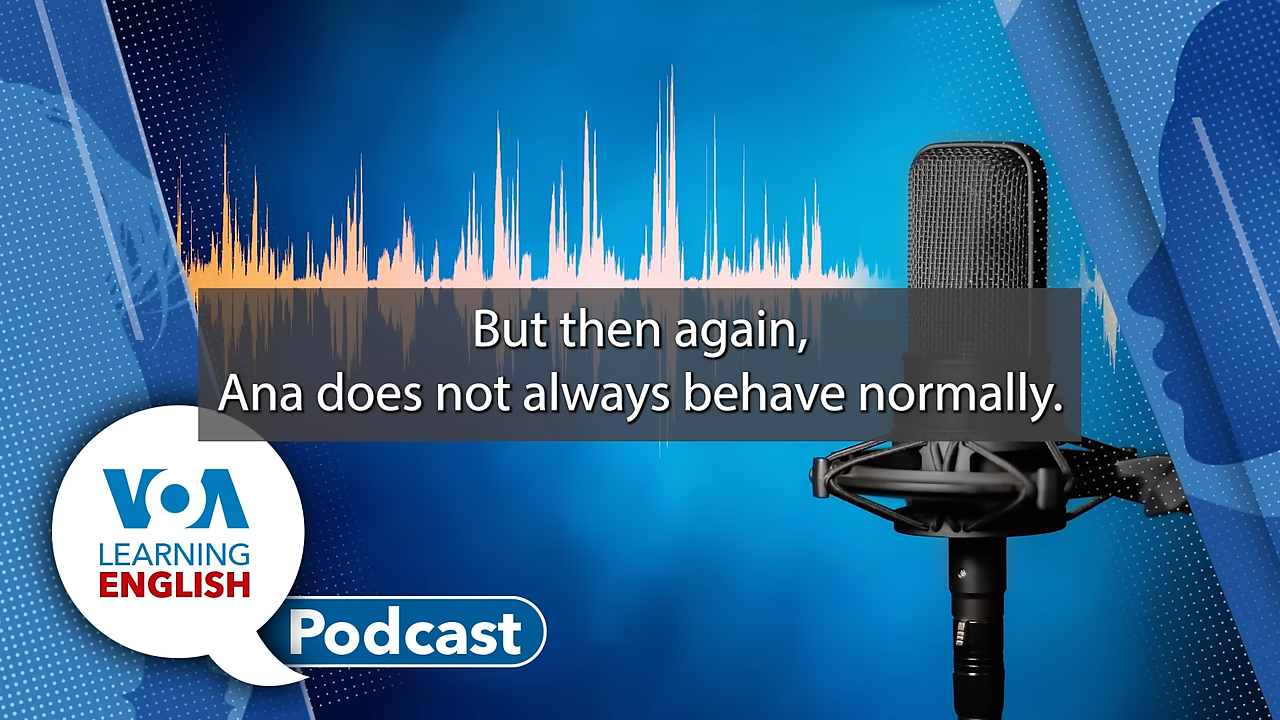 But then again,
Ana does not always behave normally.
VOA
LEARNING
ENGLISH
Podcast